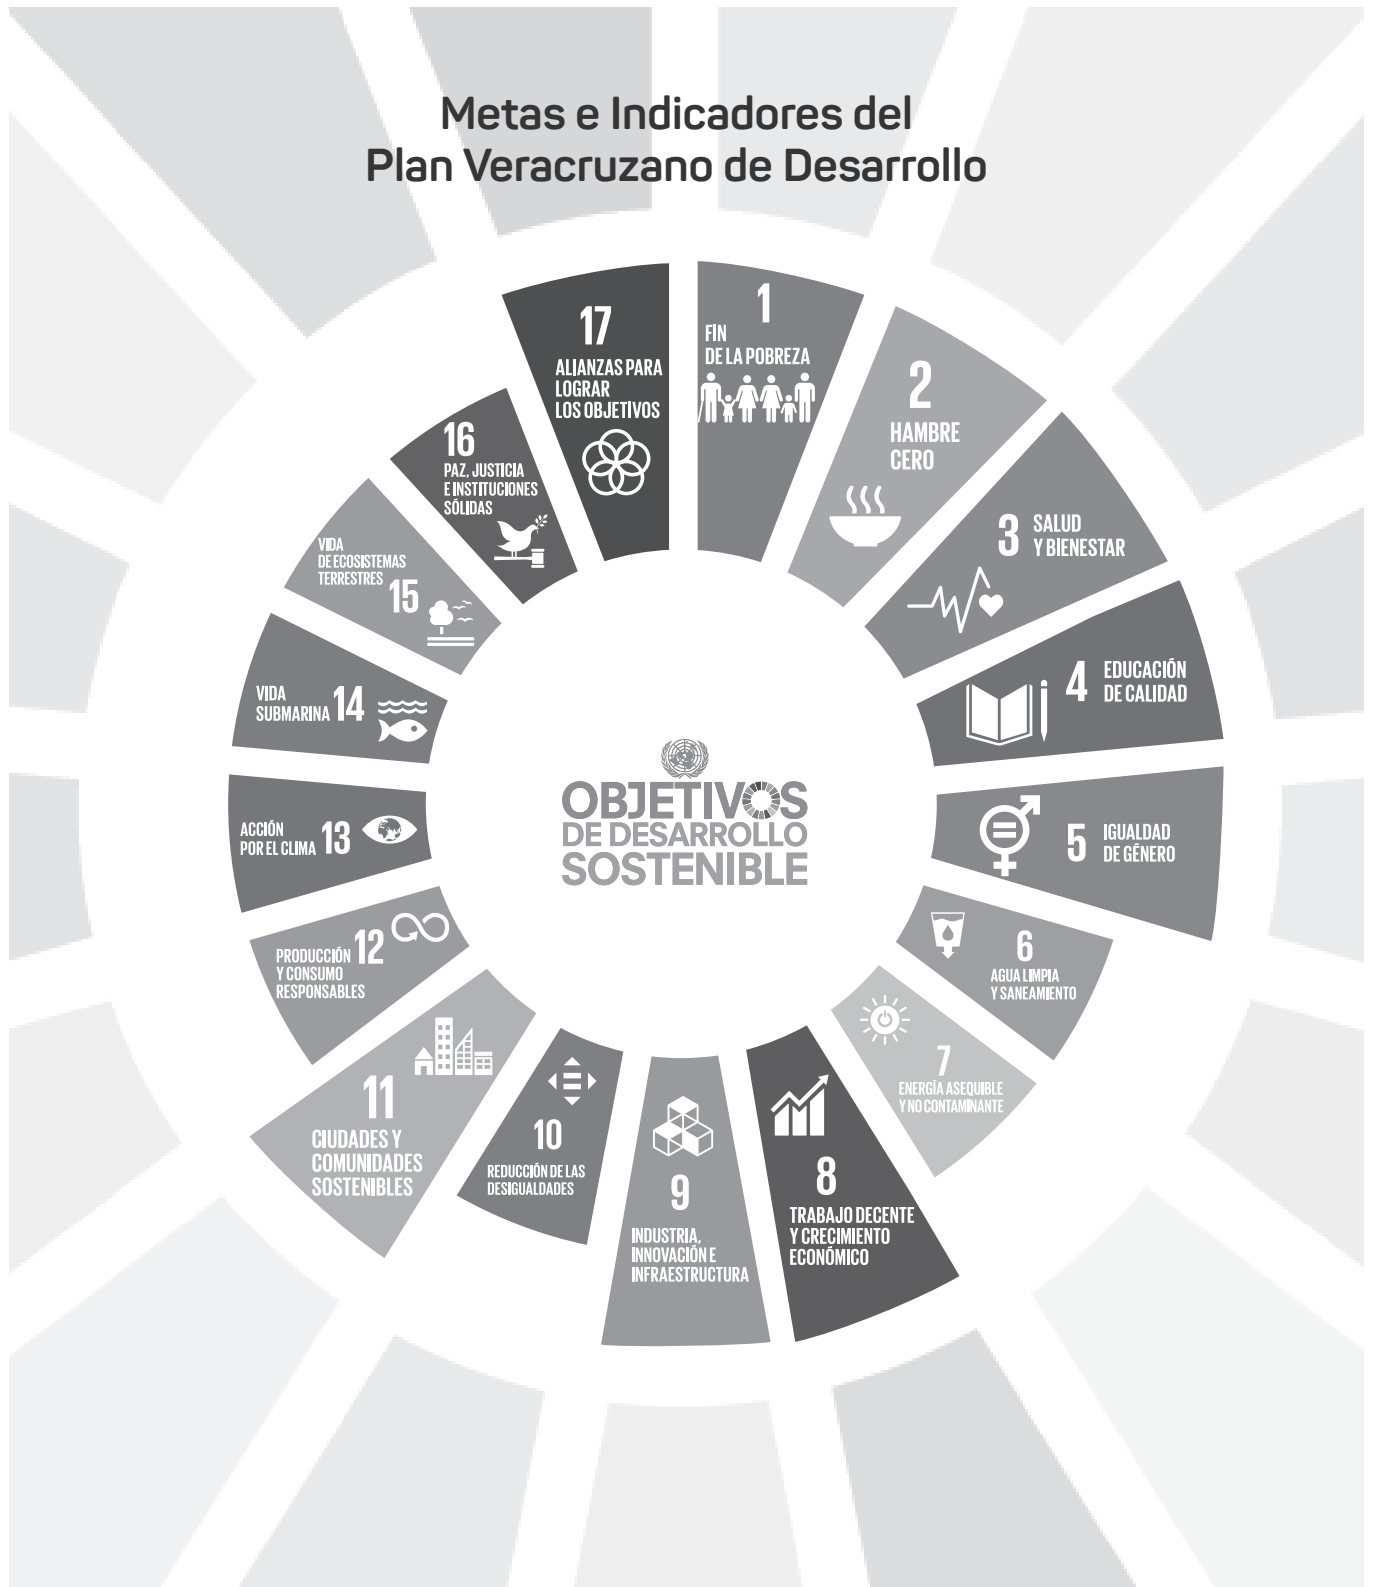 Metas e Indicadores del
Plan Veracruzano de Desarrollo
1
FIN
DE LA POBREZA
2
HAMBRE
CERO
3
SALUD
Y BIENESTAR
4
EDUCACIÓN
DE CALIDAD
5
IGUALDAD
DE GÉNERO
6
AGUA LIMPIA
Y SANEAMIENTO
7
ENERGÍA ASEQUIBLE
Y NO CONTAMINANTE
8
TRABAJO DECENTE
Y CRECIMIENTO
ECONÓMICO
9
INDUSTRIA,
INNOVACIÓN E
INFRAESTRUCTURA
10
REDUCCIÓN DE LAS
DESIGUALDADES
11
CIUDADES Y
COMUNIDADES
SOSTENIBLES
12
PRODUCCIÓN
Y CONSUMO
RESPONSABLES
13
ACCIÓN
POR EL CLIMA
14
VIDA
SUBMARINA
15
VIDA
DE ECOSISTEMAS
TERRESTRES
16
PAZ, JUSTICIA
E INSTITUCIONES
SÓLIDAS
17
ALIANZAS PARA
LOGRAR
LOS OBJETIVOS
OBJETIVOS
DE DESARROLLO
SOSTENIBLE